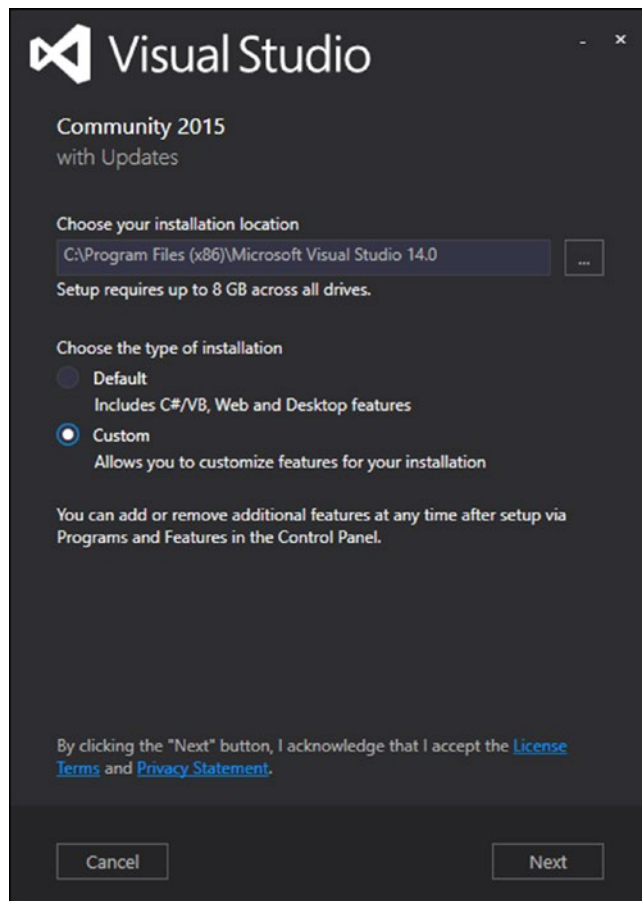 Visual Studio
Community 2015
with Updates
Choose your installation location
C:\Program Files (x86)\Microsoft Visual Studio 14.0
...
Setup requires up to 8 GB across all drives.
Choose the type of installation
Default
Includes C#/VB, Web and Desktop features
Custom
Allows you to customize features for your installation
You can add or remove additional features at any time after setup via
Programs and Features in the Control Panel.
By clicking the "Next" button, I acknowledge that I accept the License
Terms and Privacy Statement.
Cancel
Next